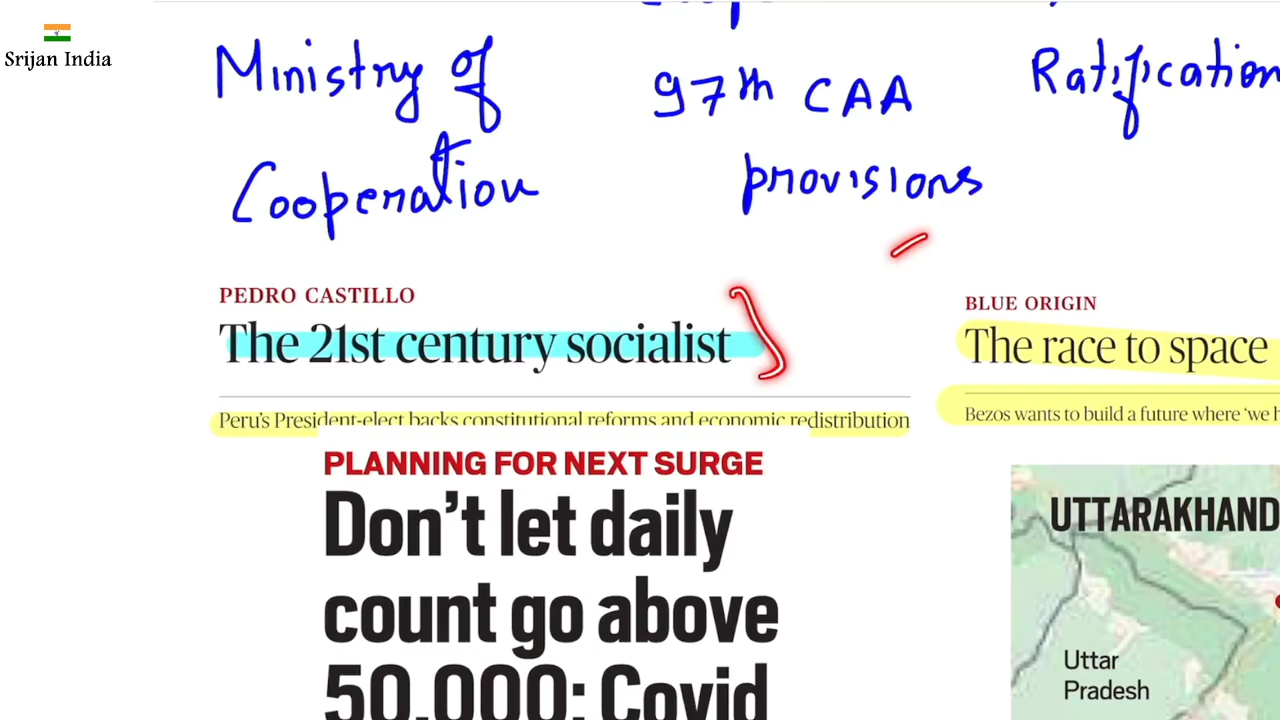 Srijan India
Ministry of
Cooperation
97th CAA
provisions
Ratification
PEDRO CASTILLO
The 21st century socialist
Peru's President-elect backs constitutional reforms and economic redistribution
BLUE ORIGIN
The race to space
Bezos wants to build a future where 'we h
PLANNING FOR NEXT SURGE
Don't let daily
count go above
50,000: Covid
UTTARAKHAND
Uttar
Pradesh